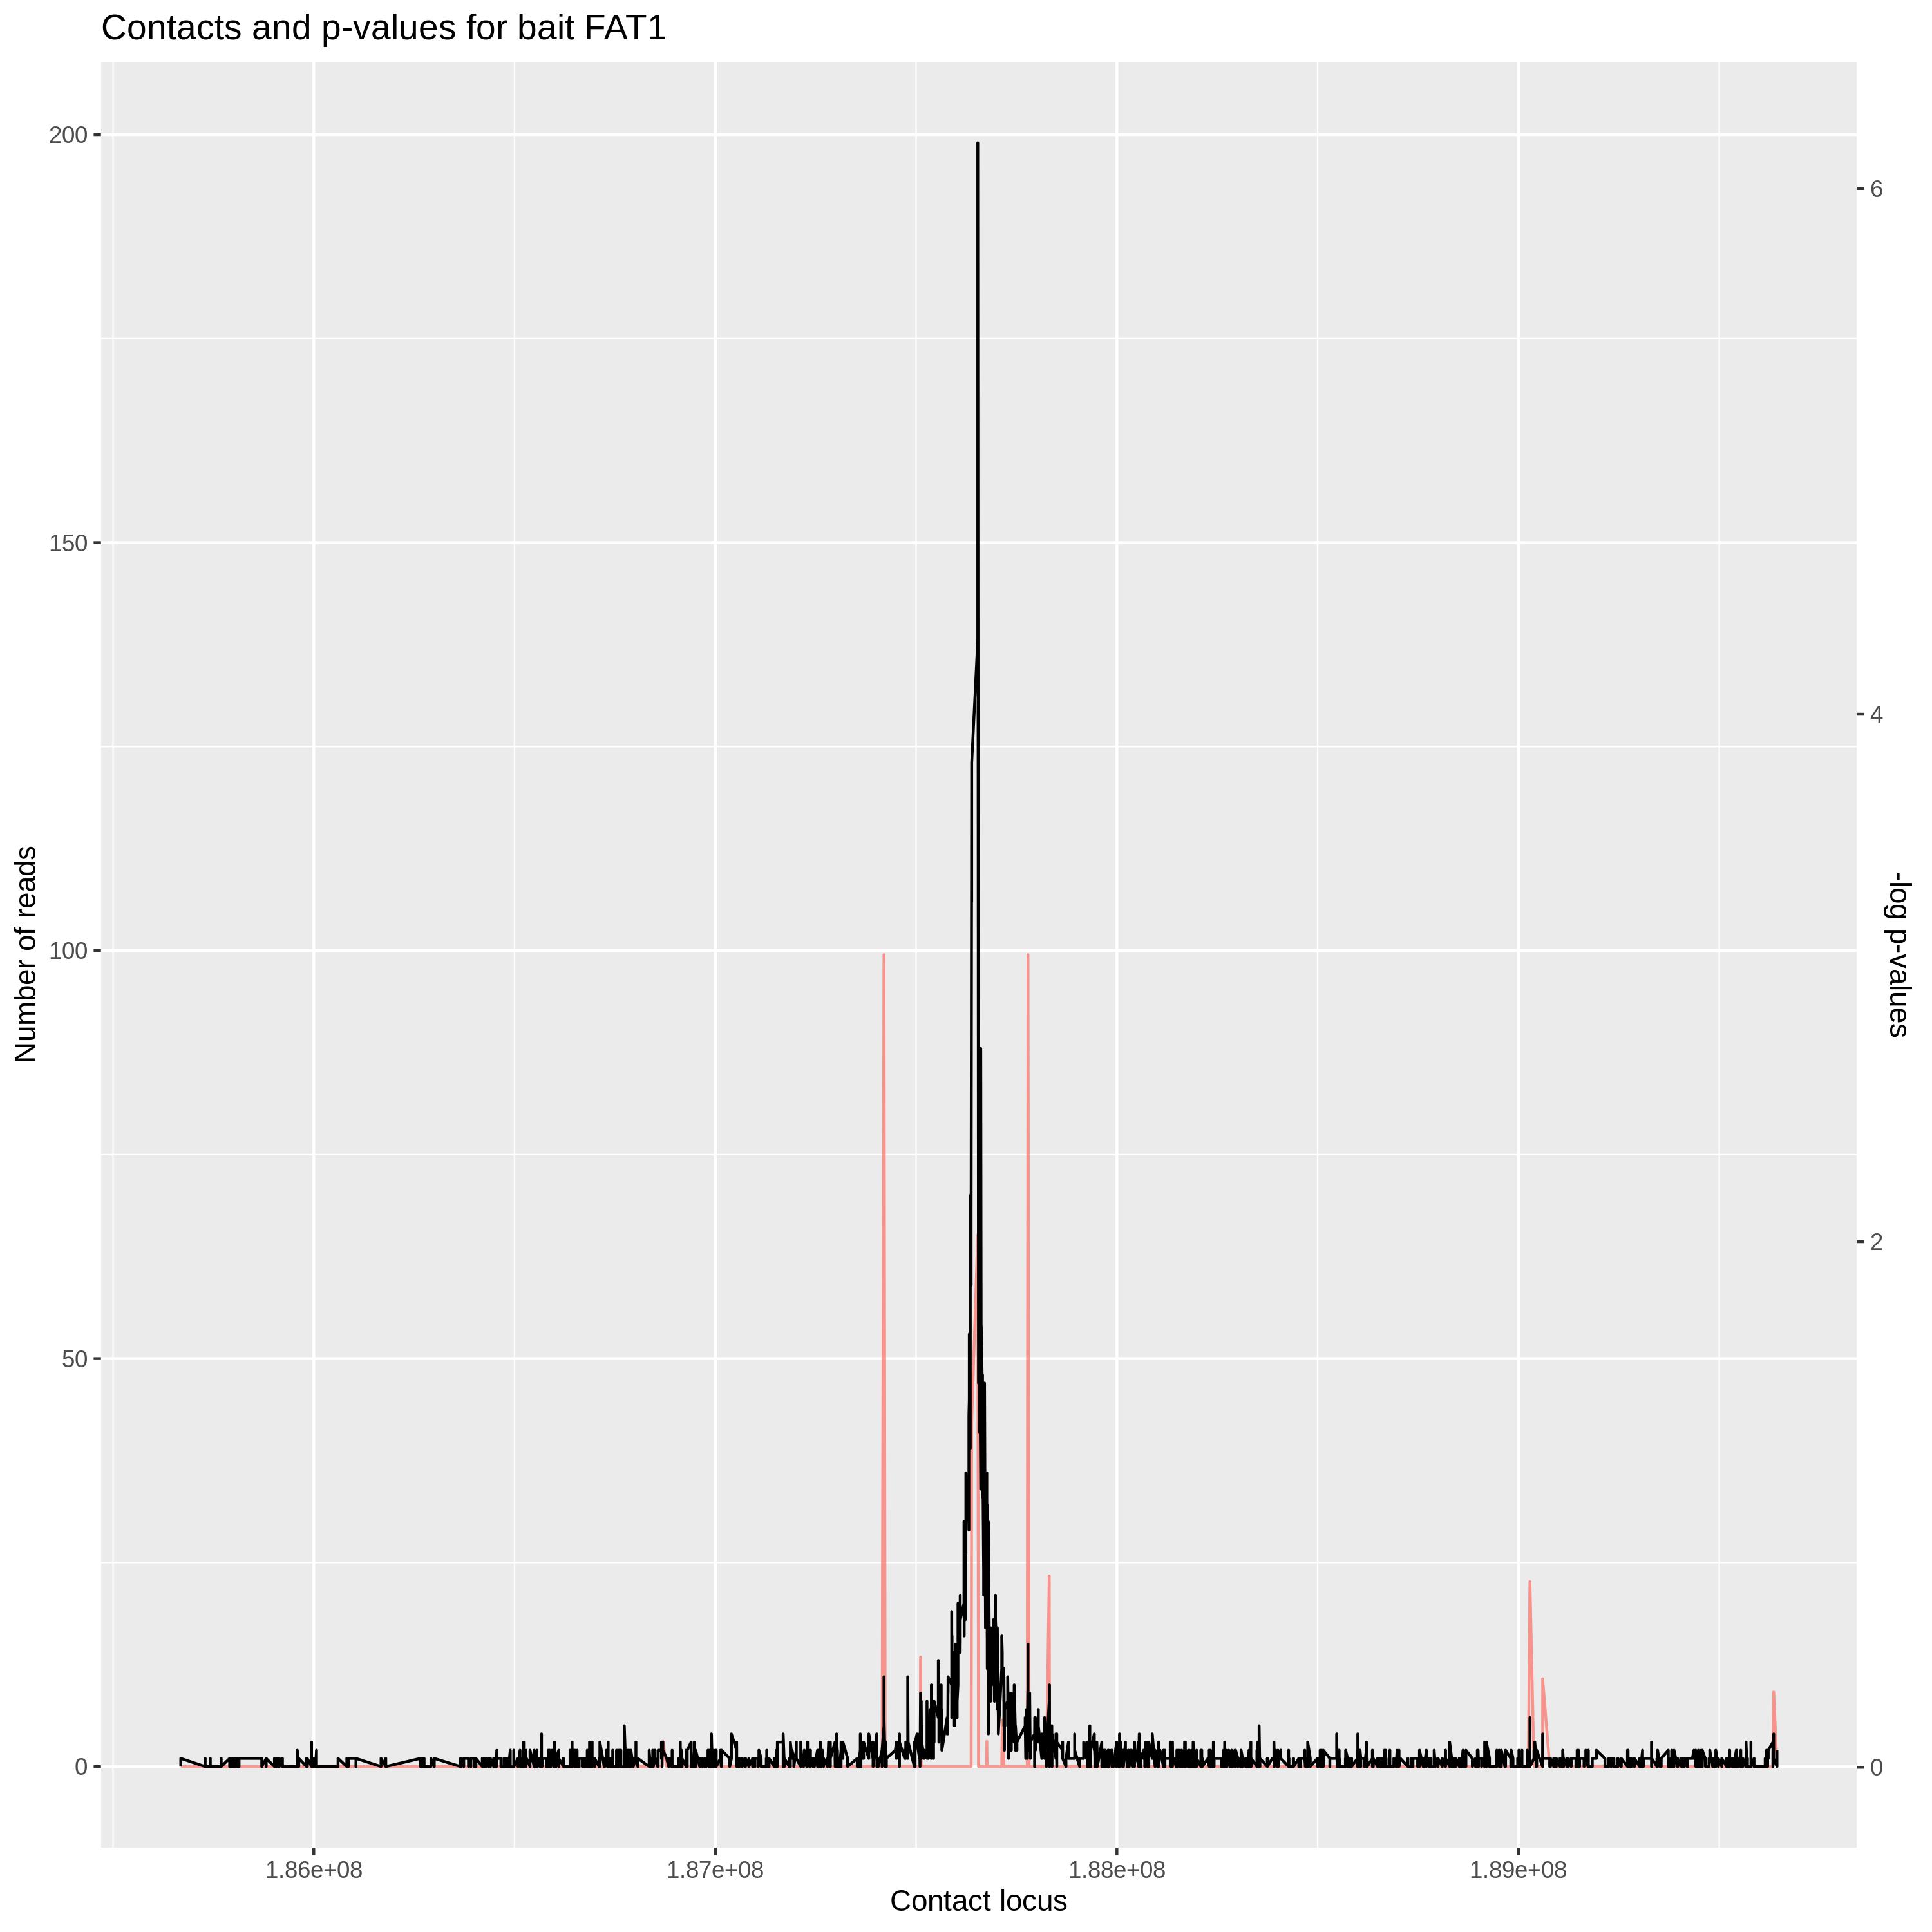 Contacts and p-values for bait FAT1
200
150
100
50
0
6
4
2
0
Number of reads
-log p-values
1.86e+08
1.87e+08
1.88e+08
1.89e+08
Contact locus